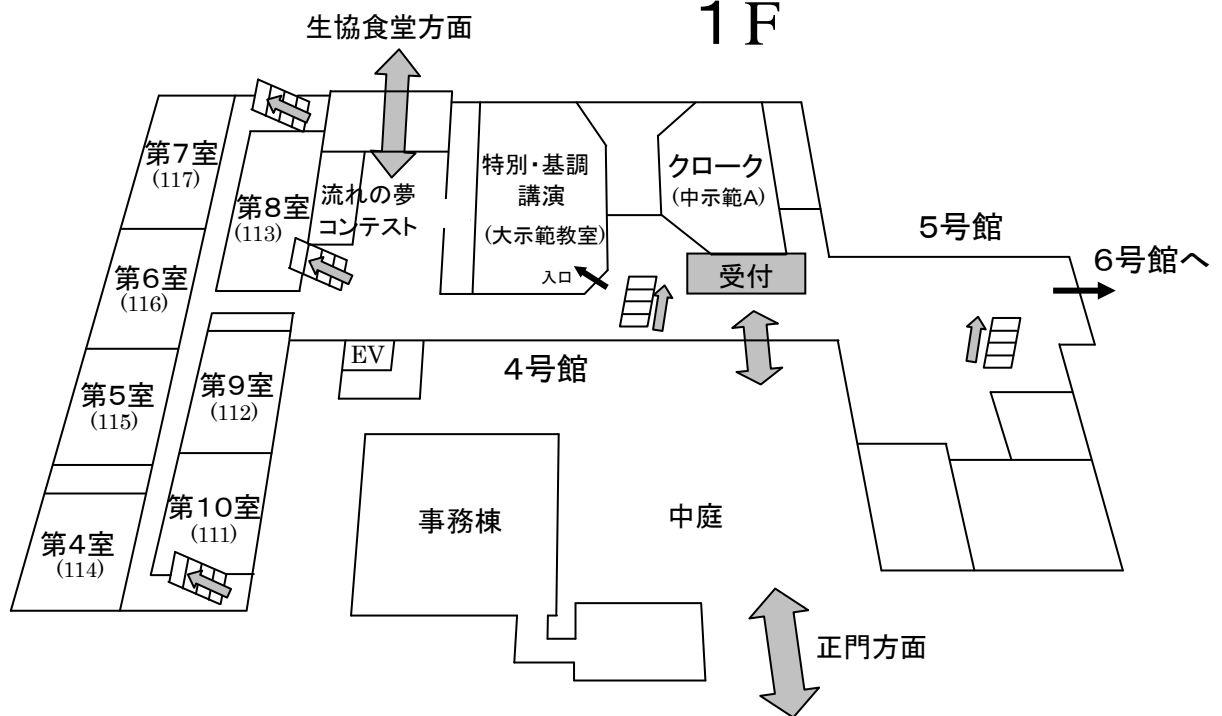 1F
生協食堂方面
第7室
(117)
第8室
(113)
流れの夢
コンテスト
特別・基調
講演
(大示範教室)
入口
クローク
(中示範A)
受付
5号館
6号館へ
第6室
(116)
第5室
(115)
第4室
(114)
第9室
(112)
第10室
(111)
EV
4号館
事務棟
中庭
正門方面